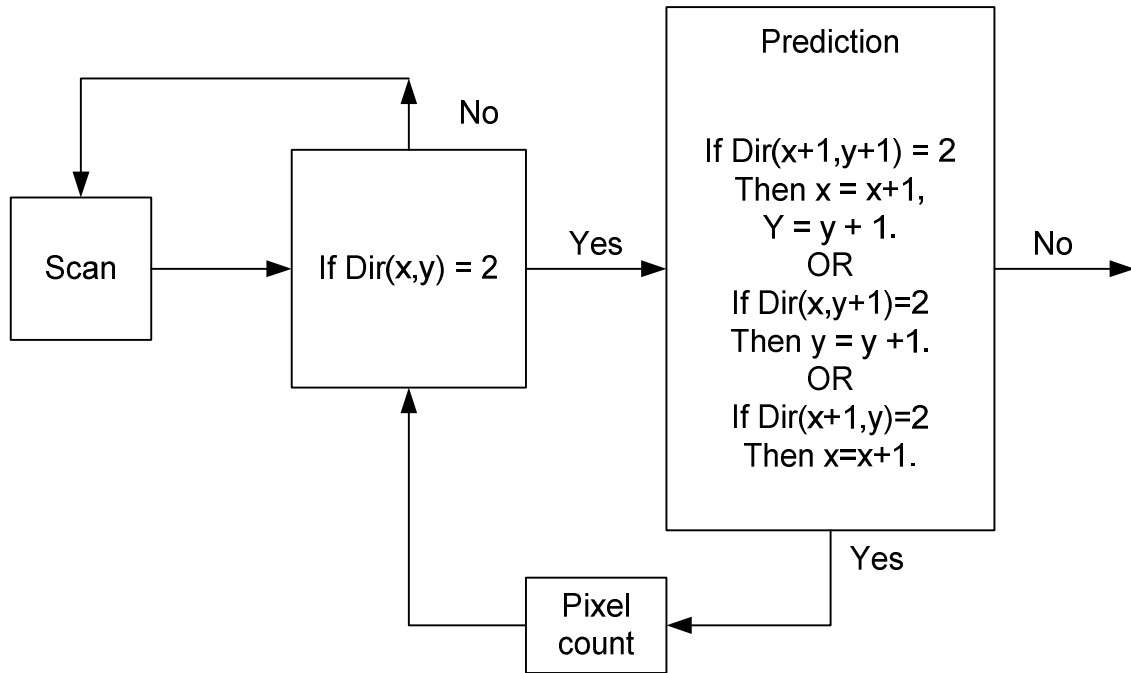 Prediction
No
If Dir(x+1,y+1) = 2
Then x = x+1,
Y = y + 1.
OR
If Dir(x,y+1)=2
Then y = y +1.
OR
If Dir(x+1,y)=2
Then x=x+1.
Scan
If Dir(x,y) = 2
Yes
No
Yes
Pixel
count